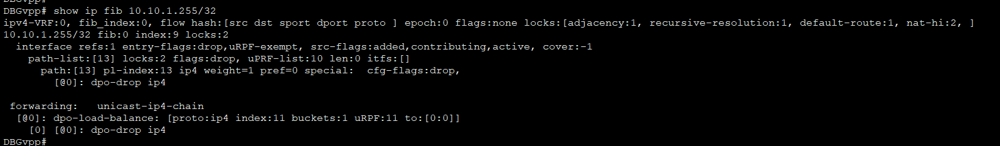 DBGvpp#
DBGvpp# show ip fib 10.10.1.255/32
ipv4-VRF:0, fib_index:0, flow hash:[src dst sport dport proto ] epoch:0 flags:none locks:[adjacency:1, recursive-resolution:1, default-route:1, nat-hi:2, ]
10.10.1.255/32 fib:0 index:9 locks:2
  interface refs:1 entry-flags:drop,uRPF-exempt, src-flags:added,contributing,active, cover:-1
    path-list:[13] locks:2 flags:drop, uPRF-list:10 len:0 itfs:[]
      path:[13] pl-index:13 ip4 weight=1 pref=0 special:  cfg-flags:drop,
        [@0]: dpo-drop ip4
 forwarding:   unicast-ip4-chain
  [@0]: dpo-load-balance: [proto:ip4 index:11 buckets:1 uRPF:11 to:[0:0]]
    [0] [@0]: dpo-drop ip4
DBGvpp#